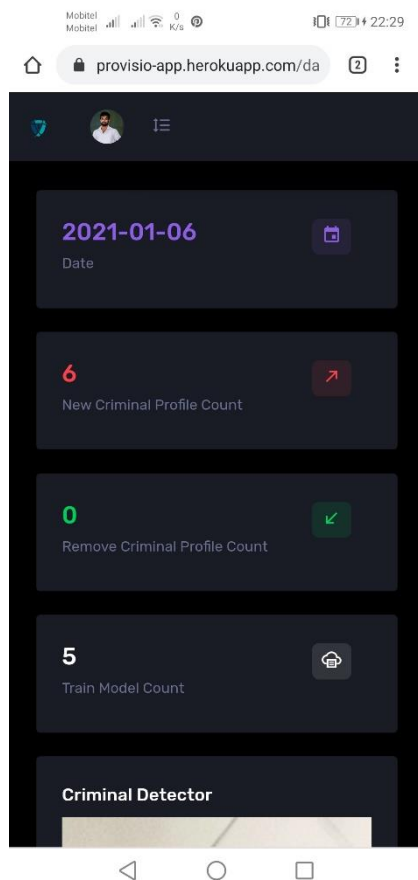 Mobitel
Mobitel
0
K/s
72
22:29
provisio-app.herokuapp.com/da
2
2021-01-06
Date
6
New Criminal Profile Count
0
Remove Criminal Profile Count
5
Train Model Count
Criminal Detector